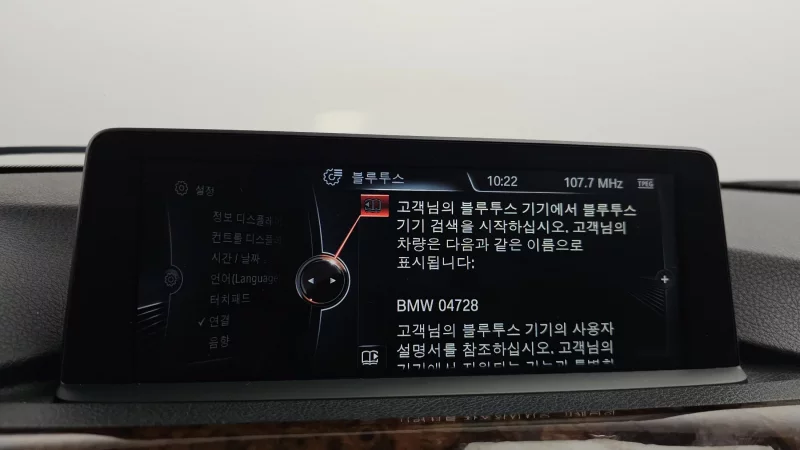 설정
블루투스
10:22
107.7 MHz
TPEG
정보 디스플레
컨트롤 디스플
시간 / 날짜
언어(Language
터치패드
연결
음향
고객님의 블루투스 기기에서 블루투스
기기 검색을 시작하십시오. 고객님의
차량은 다음과 같은 이름으로
표시됩니다:
BMW 04728
고객님의 블루투스 기기의 사용자
설명서를 참조하십시오. 고객님의